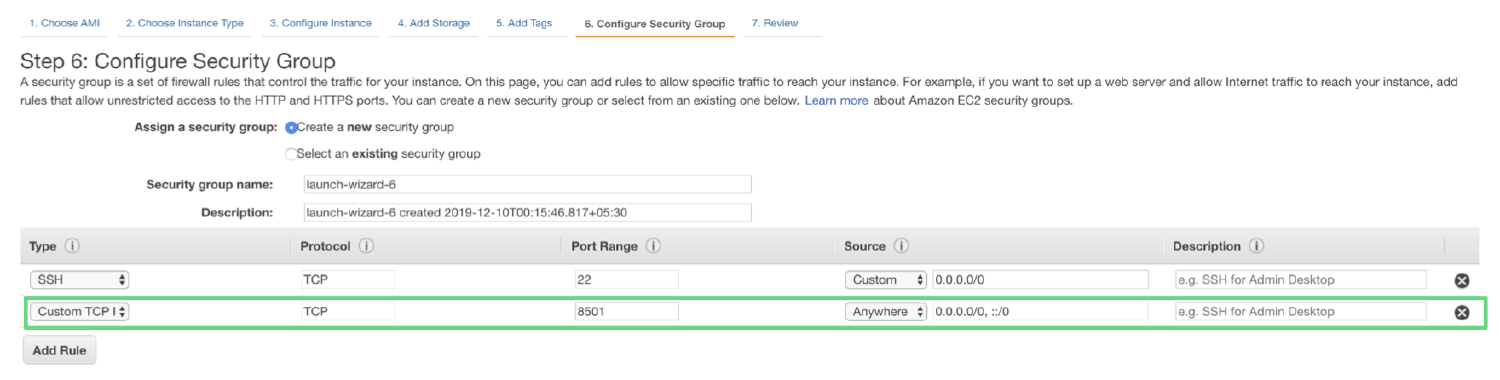 1. Choose AMI 2. Choose Instance Type 3. Configure Instance 4. Add Storage 5. Add Tags 6. Configure Security Group 7. Review
Step 6: Configure Security Group
A security group is a set of firewall rules that control the traffic for your instance. On this page, you can add rules to allow specific traffic to reach your instance. For example, if you want to set up a web server and allow Internet traffic to reach your instance, add
rules that allow unrestricted access to the HTTP and HTTPS ports. You can create a new security group or select from an existing one below. Learn more about Amazon EC2 security groups.
Assign a security group: Create a new security group
Select an existing security group
Security group name: launch-wizard-6
Description: launch-wizard-6 created 2019-12-10T00:15:46.817+05:30
Type i Protocol i Port Range i Source i Description i
SSH TCP 22 Custom 0.0.0.0/0 e.g. SSH for Admin Desktop
Custom TCP TCP 8501 Anywhere 0.0.0.0/0, ::/0 e.g. SSH for Admin Desktop
Add Rule